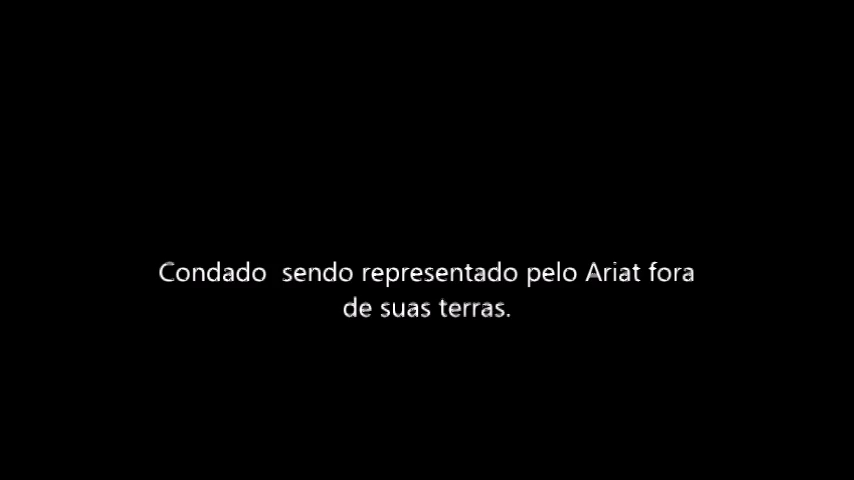 Condado  sendo representado pelo Ariat fora
de suas terras.